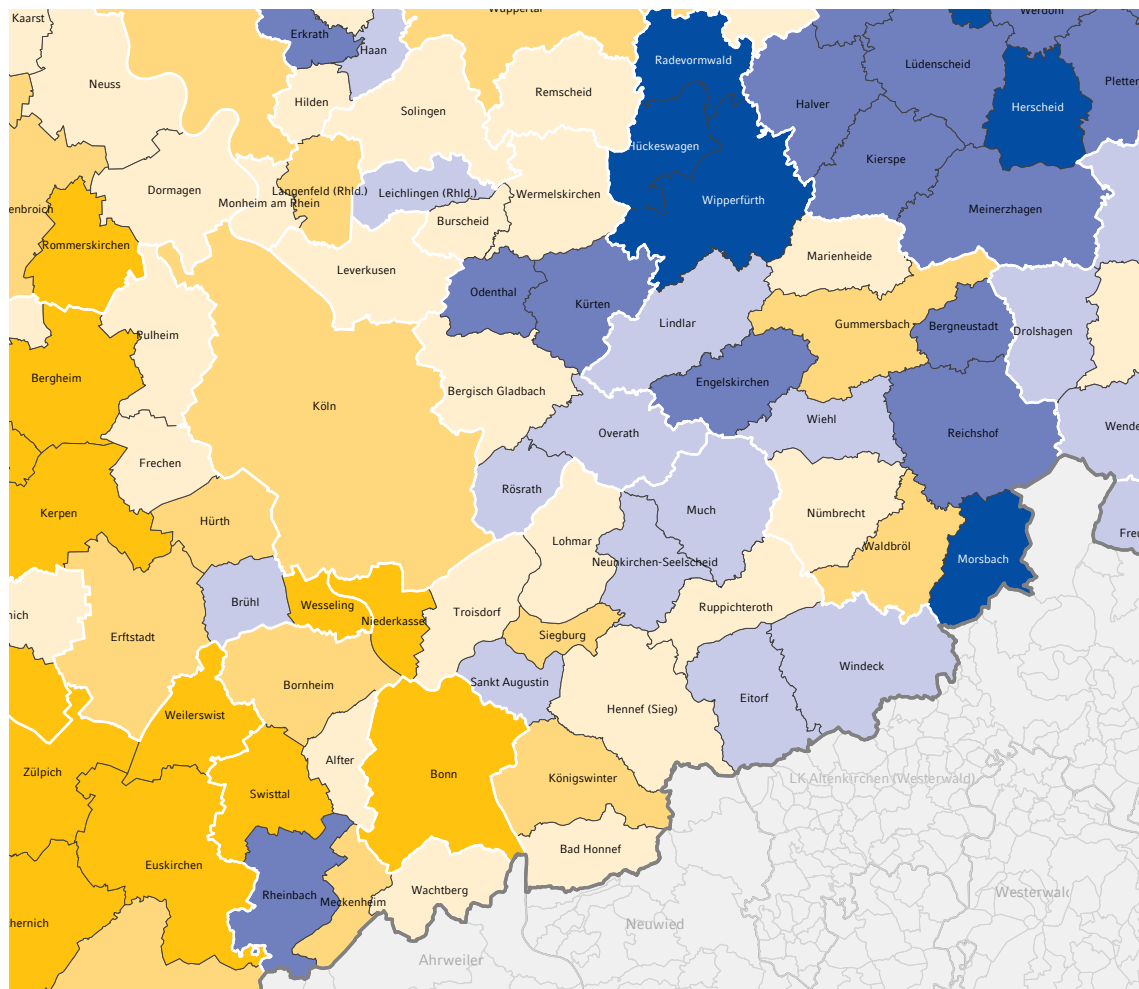 Kaarst
Wuppertal
Werdohl
Erkrath
Haan
Radevormwald
Lüdenscheid
Neuss
Remscheid
Hilden
Halver
Herscheid
Solingen
Hückeswagen
Kierspe
Dormagen
Langenfeld (Rhld.)
Leichlingen (Rhld.)
Wermelskirchen
Monheim am Rhein
Wipperfürth
Meinerzhagen
enbroich
Burscheid
Rommerskirchen
Marienheide
Leverkusen
Odenthal
Kürten
Lindlar
Gummersbach
Bergneustadt
Drolshagen
Pulheim
Bergheim
Engelskirchen
Bergisch Gladbach
Köln
Wiehl
Overath
Reichshof
Frechen
Rösrath
Much
Kerpen
Nümbrecht
Hürth
Lohmar
Waldbröl
Morsbach
Neunkirchen-Seelscheid
Brühl
Wesseling
Ruppichteroth
Troisdorf
Niederkassel
Erftstadt
Siegburg
Windeck
Sankt Augustin
Bornheim
Eitorf
Hennef (Sieg)
Weilerswist
Alfter
Zülpich
Bonn
Königswinter
LK Altenkirchen (Westerwald)
Swisttal
Bad Honnef
Euskirchen
Wachtberg
Rheinbach
Meckenheim
Westerwald
hernich
Neuwied
Ahrweiler